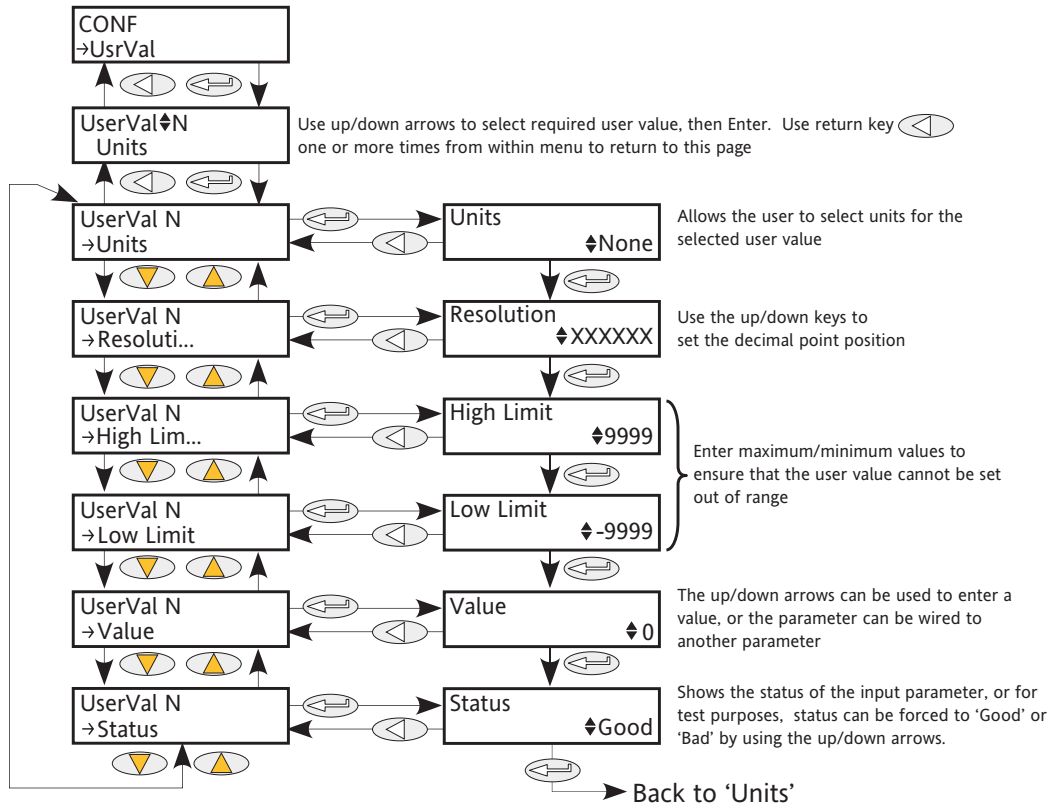 CONF
→UsrVal
UserVal♦N
Units
Use up/down arrows to select required user value, then Enter. Use return key
one or more times from within menu to return to this page
UserVal N
→Units
Units
♦None
Allows the user to select units for the
selected user value
UserVal N
→Resoluti...
Resolution
♦XXXXXX
Use the up/down keys to
set the decimal point position
UserVal N
→High Lim...
High Limit
♦9999
Enter maximum/minimum values to
ensure that the user value cannot be set
out of range
UserVal N
→Low Limit
Low Limit
♦-9999
UserVal N
→Value
Value
♦0
The up/down arrows can be used to enter a
value, or the parameter can be wired to
another parameter
UserVal N
→Status
Status
♦Good
Shows the status of the input parameter, or for
test purposes, status can be forced to ‘Good’ or
‘Bad’ by using the up/down arrows.
Back to ‘Units’